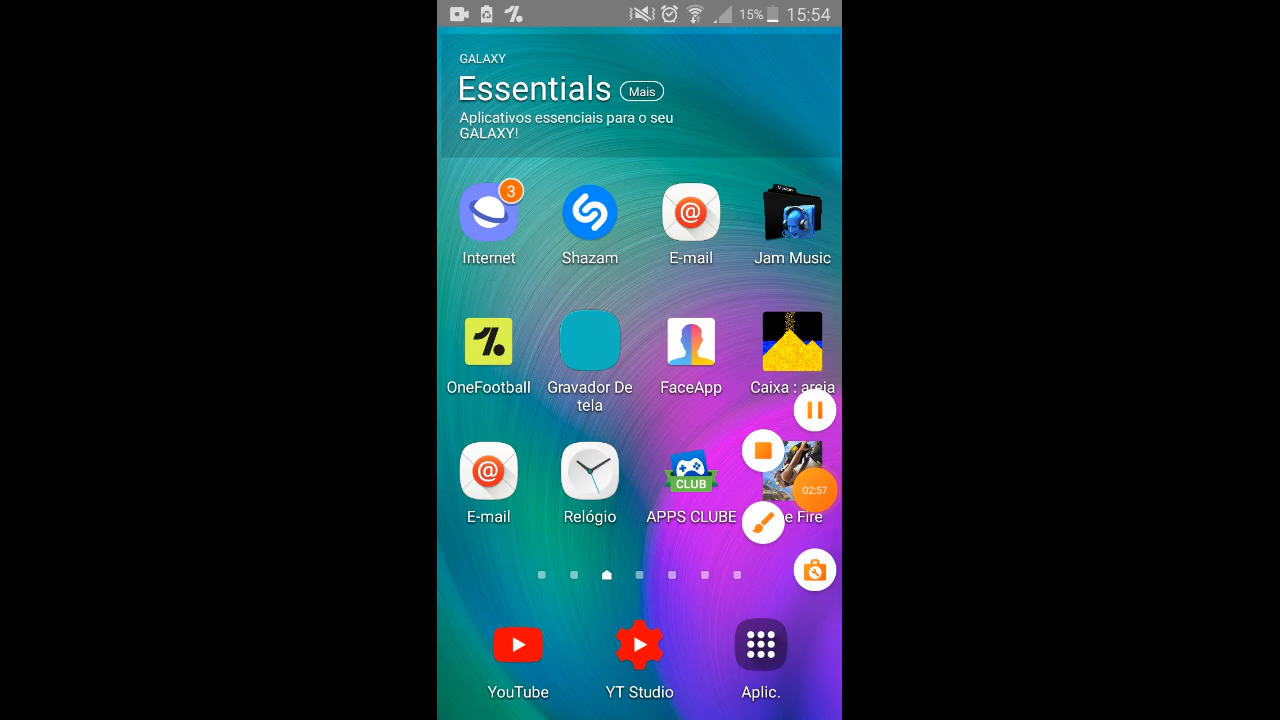 15% 15:54
GALAXY
Essentials Mais
Aplicativos essenciais para o seu
GALAXY!
3
Internet Shazam E-mail Jam Music
OneFootball Gravador De FaceApp Caixa : areia
tela
CLUB
02:57
E-mail Relógio APPS CLUBE e Fire
YouTube YT Studio Aplic.